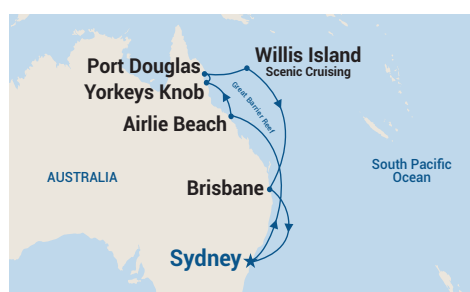 Willis Island
Scenic Cruising
Port Douglas
Yorkeys Knob
Great Barrier Reef
Airlie Beach
South Pacific
Ocean
AUSTRALIA
Brisbane
Sydney